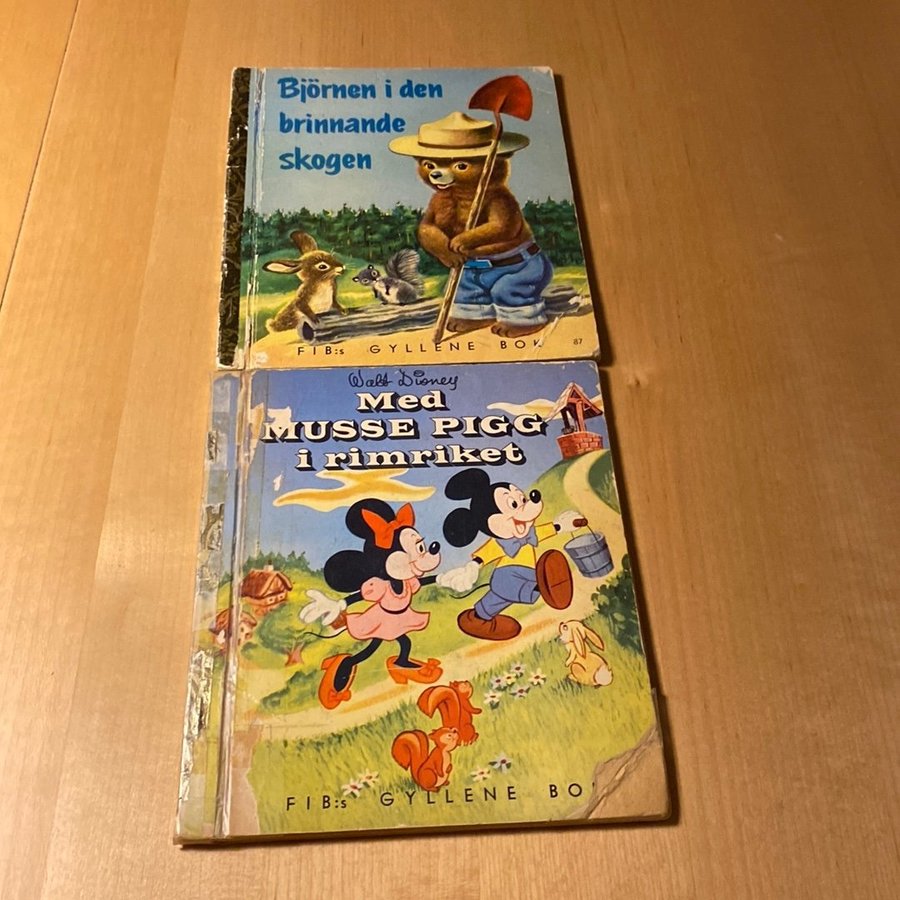 Björnen i den
brinnande
skogen
FIB:s GYLLENE BOK
87
Walt Disney
Med
MUSSE PIGG
i rimriket
FIB:s GYLLENE BO